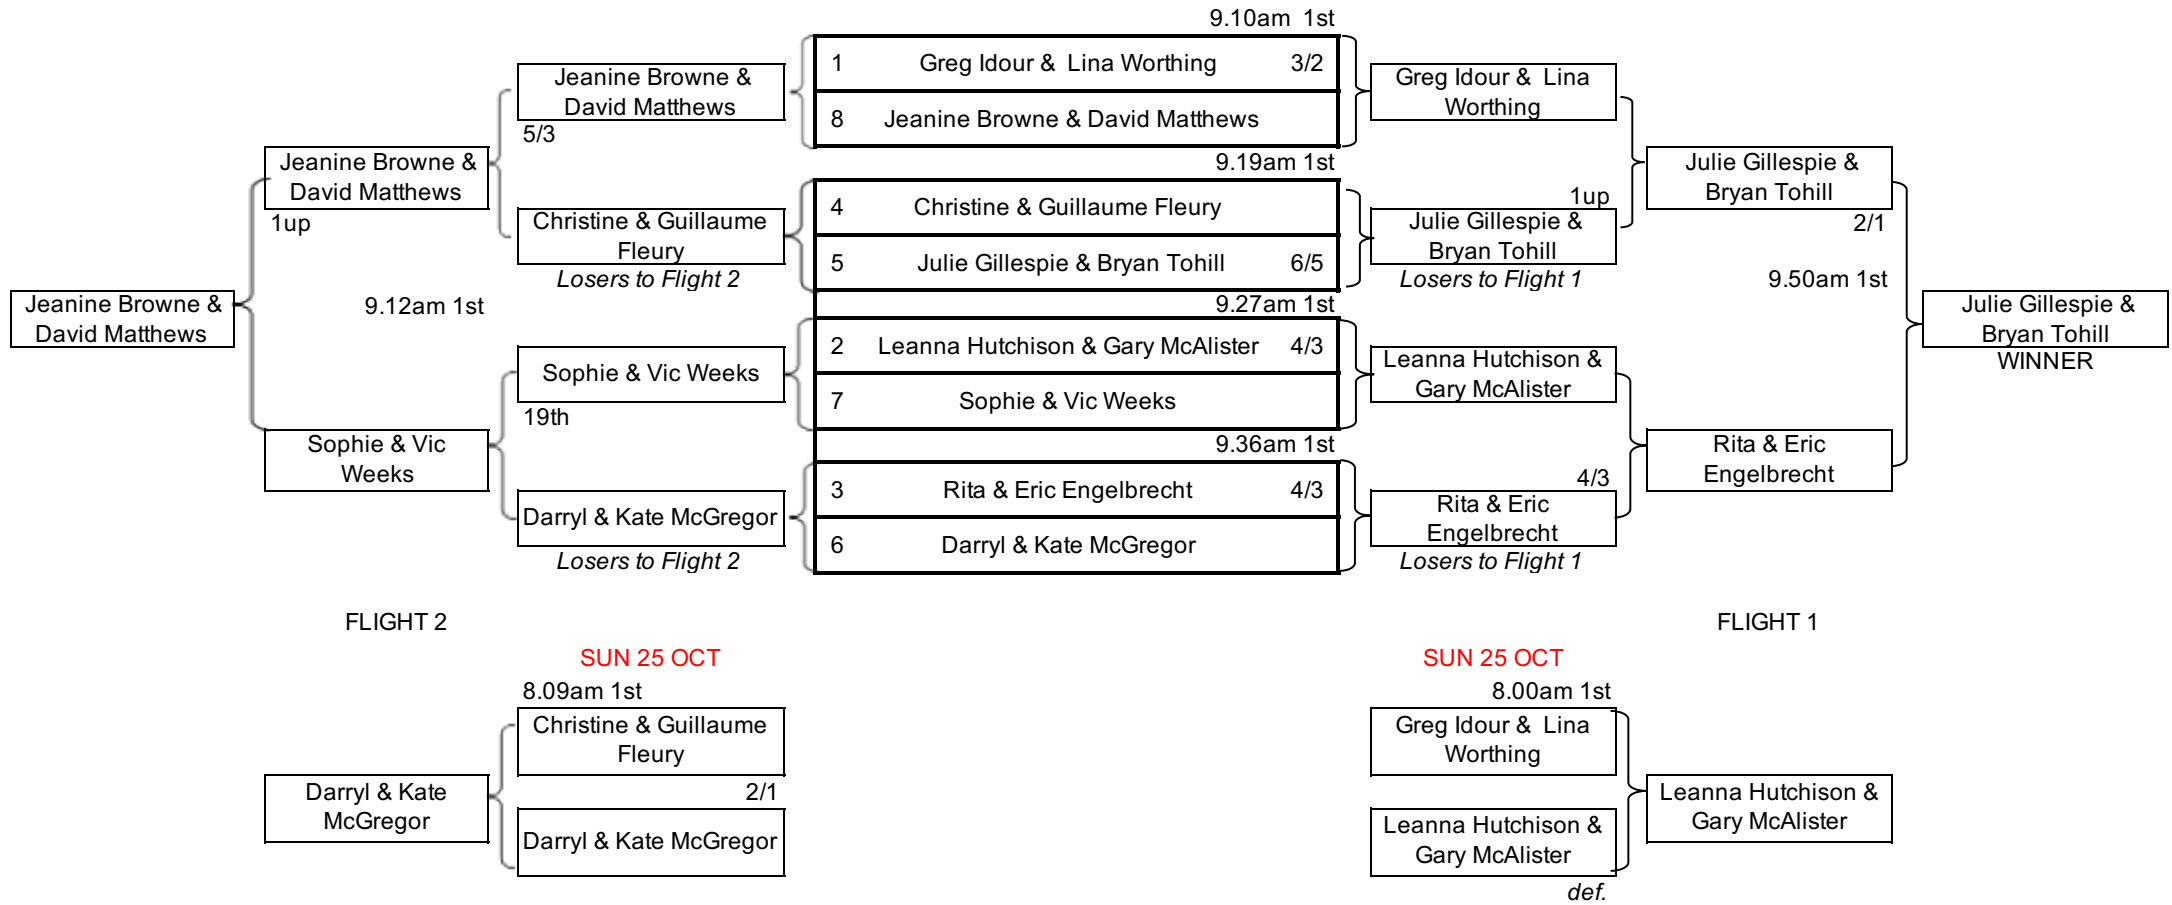 9.10am  1st
1 Greg Idour &  Lina Worthing 3/2
Jeanine Browne &
David Matthews
Greg Idour &  Lina
Worthing
8 Jeanine Browne & David Matthews
5/3
Jeanine Browne &
David Matthews
9.19am 1st
Julie Gillespie &
Bryan Tohill
1up
4 Christine & Guillaume Fleury
1up
Christine & Guillaume
Fleury
Julie Gillespie &
Bryan Tohill
2/1
5 Julie Gillespie & Bryan Tohill 6/5
Losers to Flight 2
Losers to Flight 1
9.50am 1st
Jeanine Browne &
David Matthews
9.12am 1st
9.27am 1st
Julie Gillespie &
Bryan Tohill
WINNER
2 Leanna Hutchison & Gary McAlister 4/3
Sophie & Vic Weeks
Leanna Hutchison &
Gary McAlister
7 Sophie & Vic Weeks
19th
9.36am 1st
Sophie & Vic
Weeks
Rita & Eric
Engelbrecht
4/3
3 Rita & Eric Engelbrecht 4/3
Darryl & Kate McGregor
Rita & Eric
Engelbrecht
6 Darryl & Kate McGregor
Losers to Flight 2
Losers to Flight 1
FLIGHT 2
FLIGHT 1
SUN 25 OCT
SUN 25 OCT
8.09am 1st
8.00am 1st
Christine & Guillaume
Fleury
Greg Idour &  Lina
Worthing
Darryl & Kate
McGregor
2/1
Leanna Hutchison &
Gary McAlister
Darryl & Kate McGregor
Leanna Hutchison &
Gary McAlister
def.